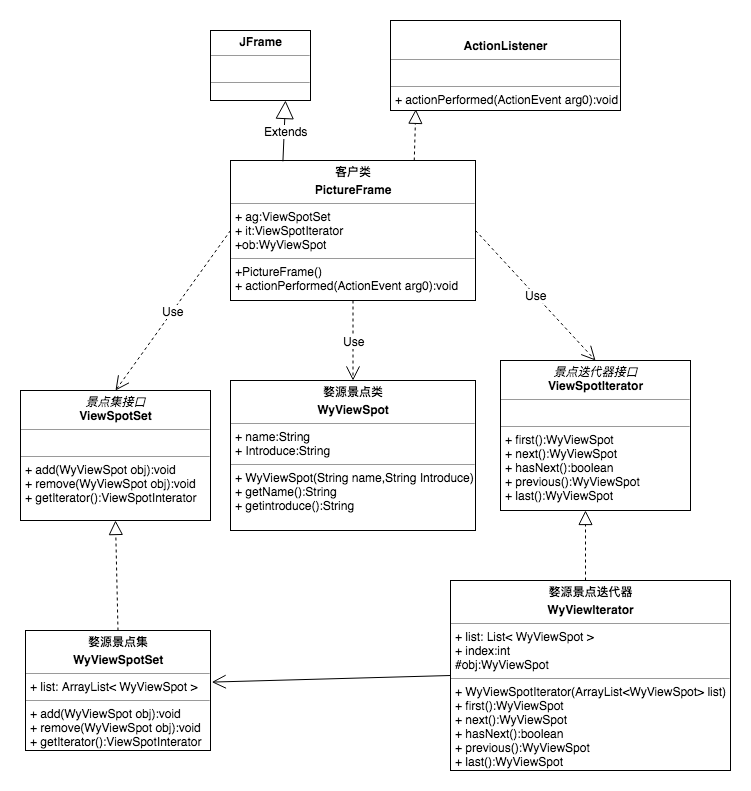 JFrame
ActionListener
+ actionPerformed(ActionEvent arg0):void
Extends
客户类
PictureFrame
+ ag:ViewSpotSet
+ it:ViewSpotIterator
+ob:WyViewSpot
+PictureFrame()
+ actionPerformed(ActionEvent arg0):void
Use
Use
Use
景点集接口
ViewSpotSet
+ add(WyViewSpot obj):void
+ remove(WyViewSpot obj):void
+ getIterator():ViewSpotInterator
婺源景点类
WyViewSpot
+ name:String
+ Introduce:String
+ WyViewSpot(String name,String Introduce)
+ getName():String
+ getintroduce():String
景点迭代器接口
ViewSpotIterator
+ first():WyViewSpot
+ next():WyViewSpot
+ hasNext():boolean
+ previous():WyViewSpot
+ last():WyViewSpot
婺源景点集
WyViewSpotSet
+ list: ArrayList< WyViewSpot >
+ add(WyViewSpot obj):void
+ remove(WyViewSpot obj):void
+ getIterator():ViewSpotInterator
婺源景点迭代器
WyViewIterator
+ list: List< WyViewSpot >
+ index:int
#obj:WyViewSpot
+ WyViewSpotIterator(ArrayList<WyViewSpot> list)
+ first():WyViewSpot
+ next():WyViewSpot
+ hasNext():boolean
+ previous():WyViewSpot
+ last():WyViewSpot